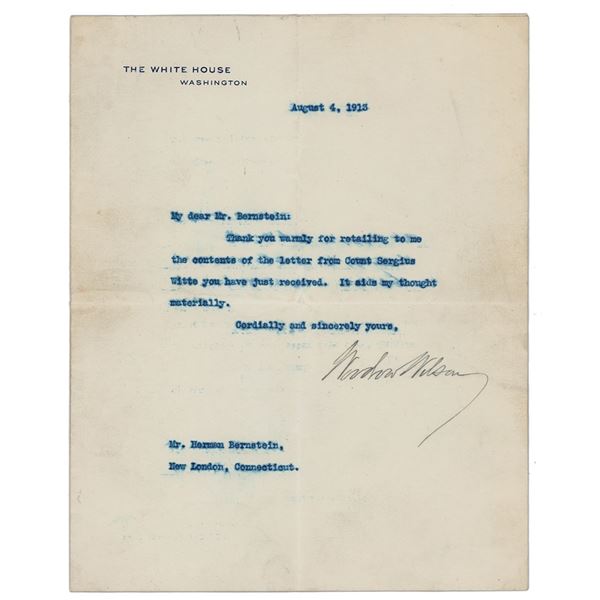 THE WHITE HOUSE
WASHINGTON
August 4, 1913
My dear Mr. Bernstein:
Thank you warmly for retailing to me
the contents of the letter from Count Sergius
Witte you have just received. It aids my thought
materially.
Cordially and sincerely yours,
Woodrow Wilson
Mr. Herman Bernstein,
New London, Connecticut.